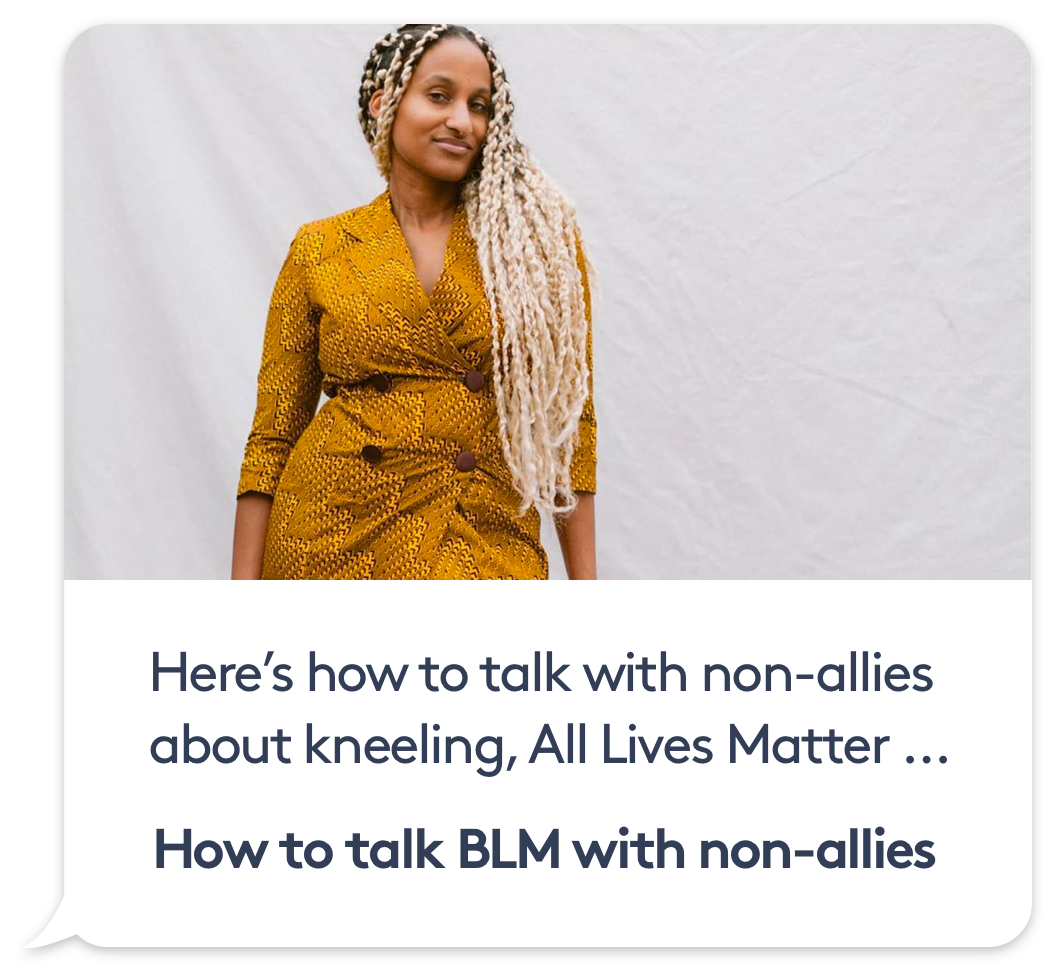 Here’s how to talk with non-allies
about kneeling, All Lives Matter ...
How to talk BLM with non-allies